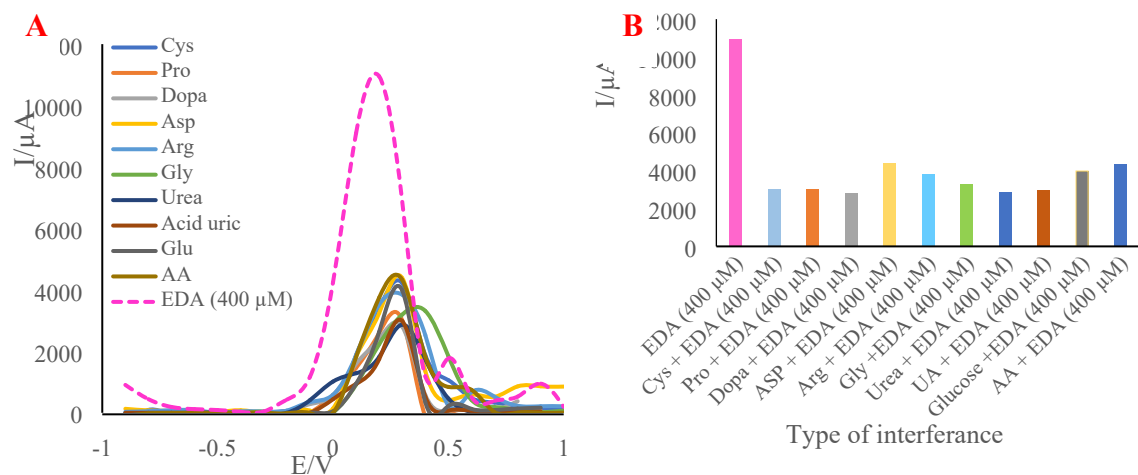 A
00
10000
8000
6000
4000
2000
0
I/µA
Cys
Pro
Dopa
Asp
Arg
Gly
Urea
Acid uric
Glu
AA
EDA (400 µM)
-1
-0.5
0
0.5
1
E/V
B
2000
10000
8000
6000
4000
2000
0
I/µA
EDA (400 µM)
Cys + EDA (400 µM)
Pro + EDA (400 µM)
Dopa + EDA (400 µM)
ASP + EDA (400 µM)
Arg + EDA (400 µM)
Gly +EDA (400 µM)
Urea + EDA (400 µM)
UA + EDA (400 µM)
Glucose +EDA (400 µM)
AA + EDA (400 µM)
Type of interferance